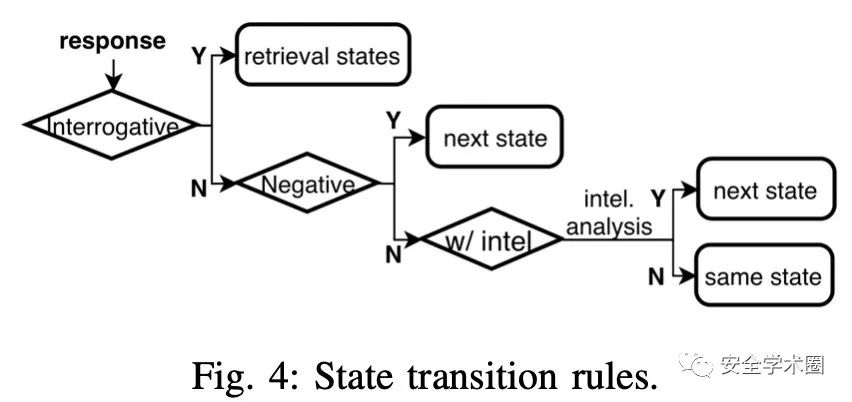 response
Y
retrieval states
Interrogative
Y
next state
N
Negative
intel.
Y
next state
analysis
w/ intel
N
N
same state
Fig. 4: State transition rules.
安全学术圈